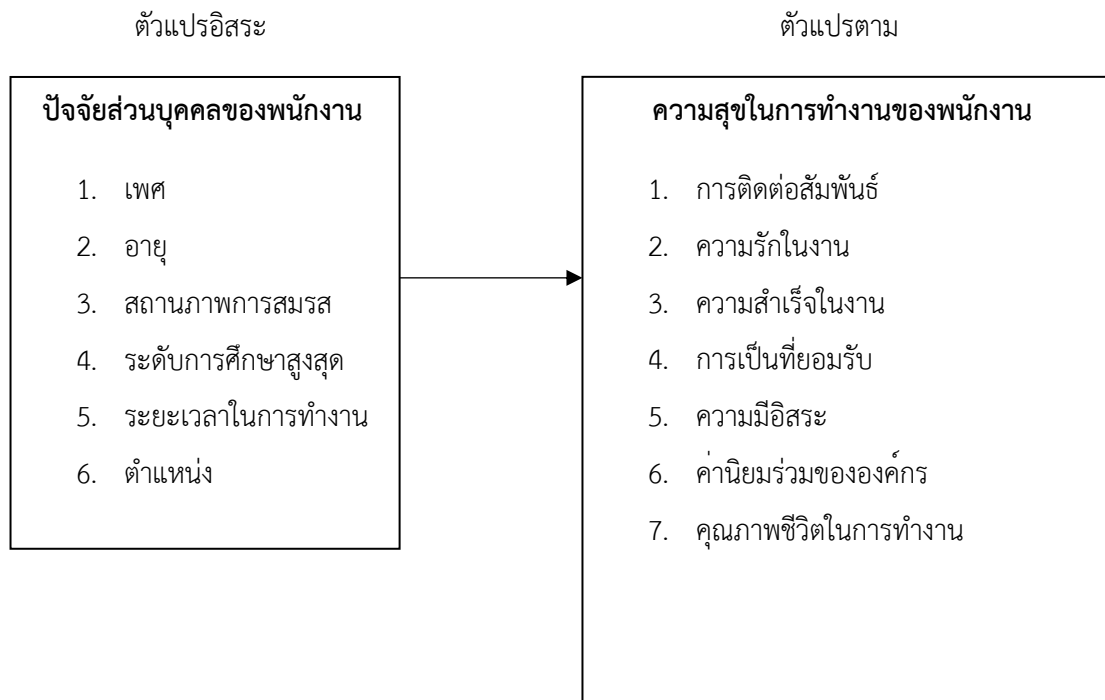 ตัวแปรอิสระ
ตัวแปรตาม
ปัจจัยส่วนบุคคลของพนักงาน
1. เพศ
2. อายุ
3. สถานภาพการสมรส
4. ระดับการศึกษาสูงสุด
5. ระยะเวลาในการทำงาน
6. ตำแหน่ง
ความสุขในการทำงานของพนักงาน
1. การติดต่อสัมพันธ์
2. ความรักในงาน
3. ความสำเร็จในงาน
4. การเป็นที่ยอมรับ
5. ความมีอิสระ
6. ค่านิยมร่วมขององค์กร
7. คุณภาพชีวิตในการทำงาน